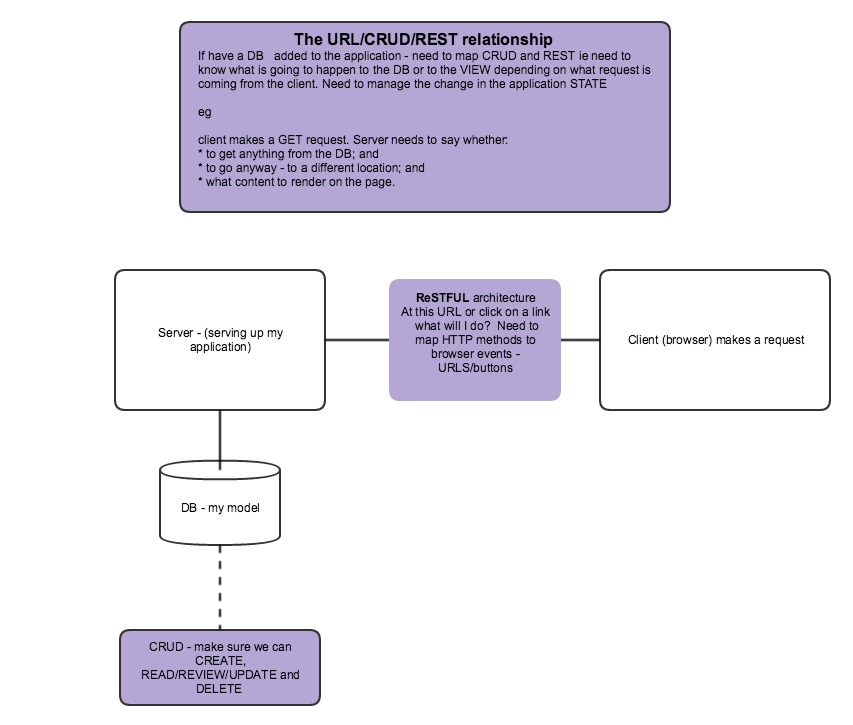 The URL/CRUD/REST relationship
If have a DB   added to the application - need to map CRUD and REST ie need to
know what is going to happen to the DB or to the VIEW depending on what request is
coming from the client. Need to manage the change in the application STATE
eg
client makes a GET request. Server needs to say whether:
* to get anything from the DB; and
* to go anyway - to a different location; and
* what content to render on the page.
Server - (serving up my
application)
ReSTFUL architecture
At this URL or click on a link
what will I do?  Need to
map HTTP methods to
browser events -
URLS/buttons
Client (browser) makes a request
DB - my model
CRUD - make sure we can
CREATE,
READ/REVIEW/UPDATE and
DELETE